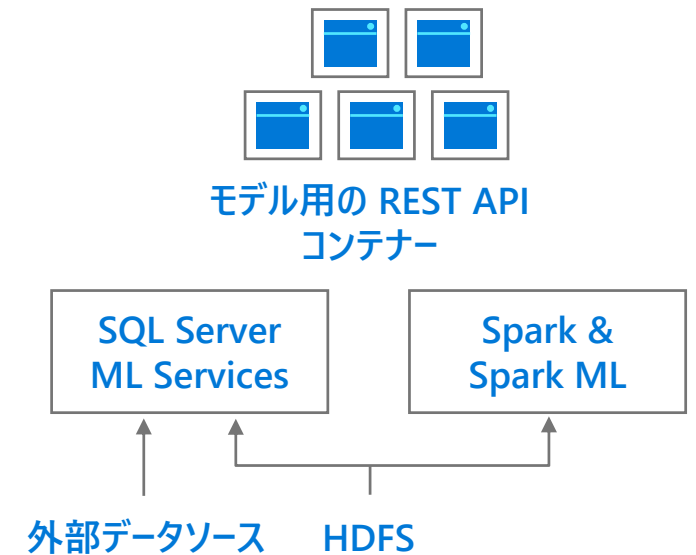 モデル用の REST API
コンテナー
SQL Server
ML Services
Spark &
Spark ML
外部データソース
HDFS